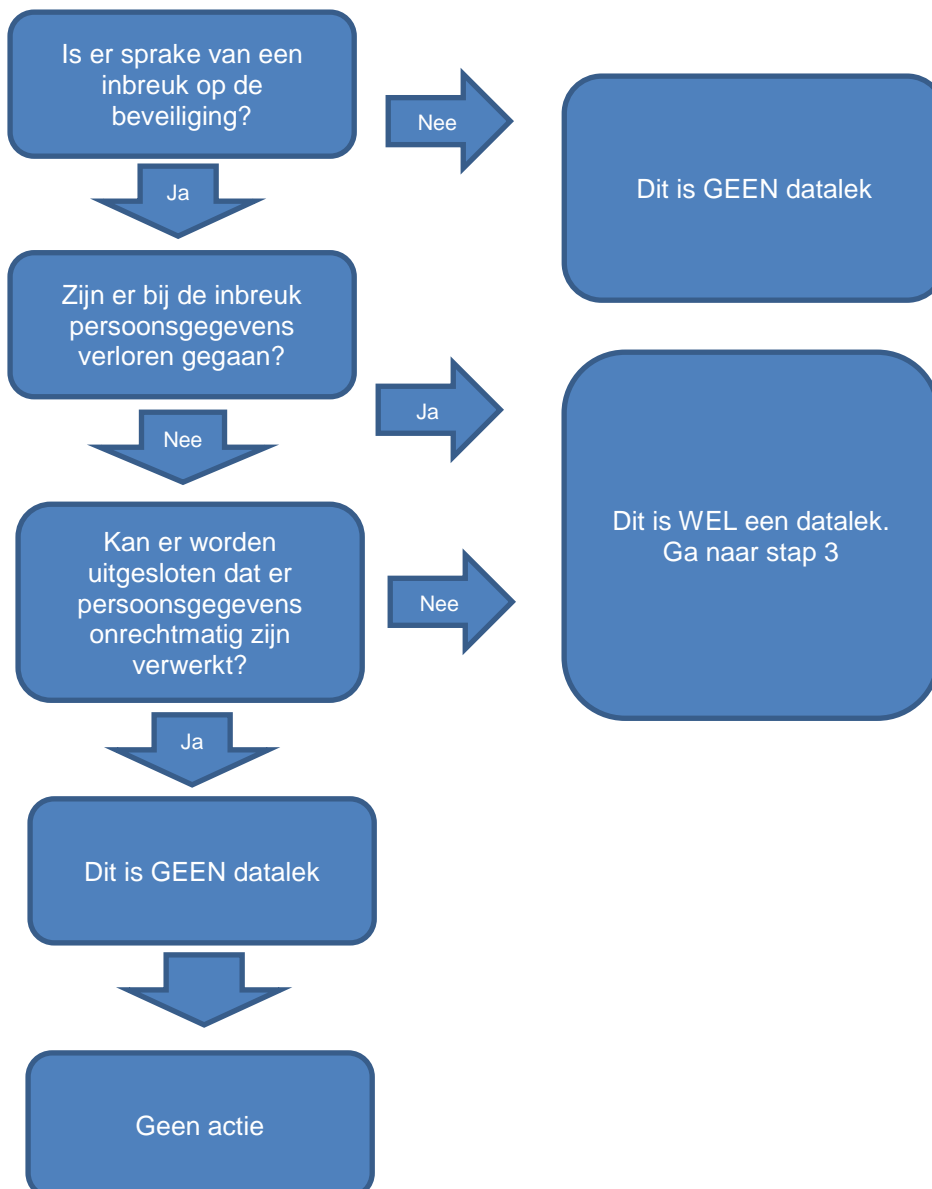 Is er sprake van een
inbreuk op de
beveiliging?
Nee
Dit is GEEN datalek
Ja
Zijn er bij de inbreuk
persoonsgegevens
verloren gegaan?
Ja
Nee
Dit is WEL een datalek.
Ga naar stap 3
Kan er worden
uitgesloten dat er
persoonsgegevens
onrechtmatig zijn
verwerkt?
Nee
Ja
Dit is GEEN datalek
Geen actie